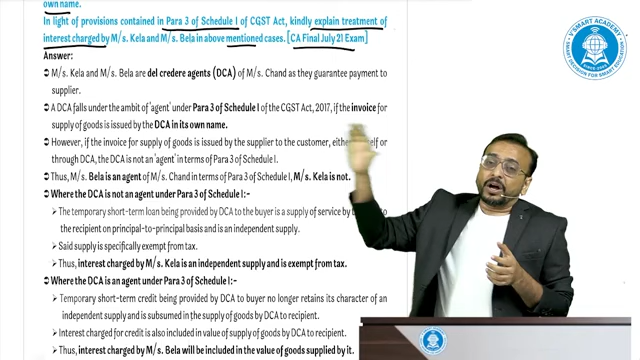 own name.
In light of provisions contained in Para 3 of Schedule I of CGST Act, kindly explain treatment of
interest charged by M/s. Kela and M/s. Bela in above mentioned cases. [CA Final July 21 Exam]
Answer:
M/s. Kela and M/s. Bela are del credere agents (DCA) of M/s. Chand as they guarantee payment to
supplier.
A DCA falls under the ambit of 'agent' under Para 3 of Schedule I of the CGST Act, 2017, if the invoice for
supply of goods is issued by the DCA in its own name.
However, if the invoice for supply of goods is issued by the supplier to the customer, either
or through DCA, the DCA is not an 'agent' in terms of Para 3 of Schedule I.
Thus, M/s. Bela is an agent of M/s. Chand in terms of Para 3 of Schedule I, M/s. Kela is not.
Where the DCA is not an agent under Para 3 of Schedule I:-
The temporary short-term loan being provided by DCA to the buyer is a supply of service by
the recipient on principal-to-principal basis and is an independent supply.
Said supply is specifically exempt from tax.
Thus, interest charged by M/s. Kela is an independent supply and is exempt from tax.
Where the DCA is an agent under Para 3 of Schedule I:-
Temporary short-term credit being provided by DCA to buyer no longer retains its character of an
independent supply and is subsumed in the supply of goods by DCA to recipient.
Interest charged for credit is also included in value of supply of goods by DCA to recipient.
Thus, interest charged by M/s. Bela will be included in the value of goods supplied by it.
V SMART ACADEMY
SMART DECISION FOR SMART FUTURE